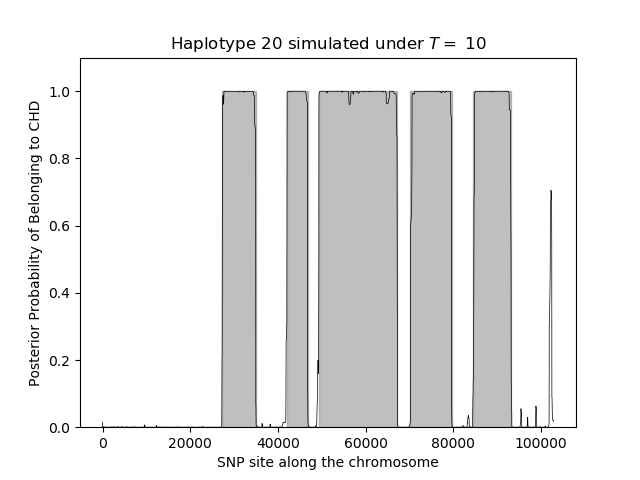 Haplotype 20 simulated under T = 10
Posterior Probability of Belonging to CHD
1.0
0.8
0.6
0.4
0.2
0.0
0 20000 40000 60000 80000 100000
SNP site along the chromosome